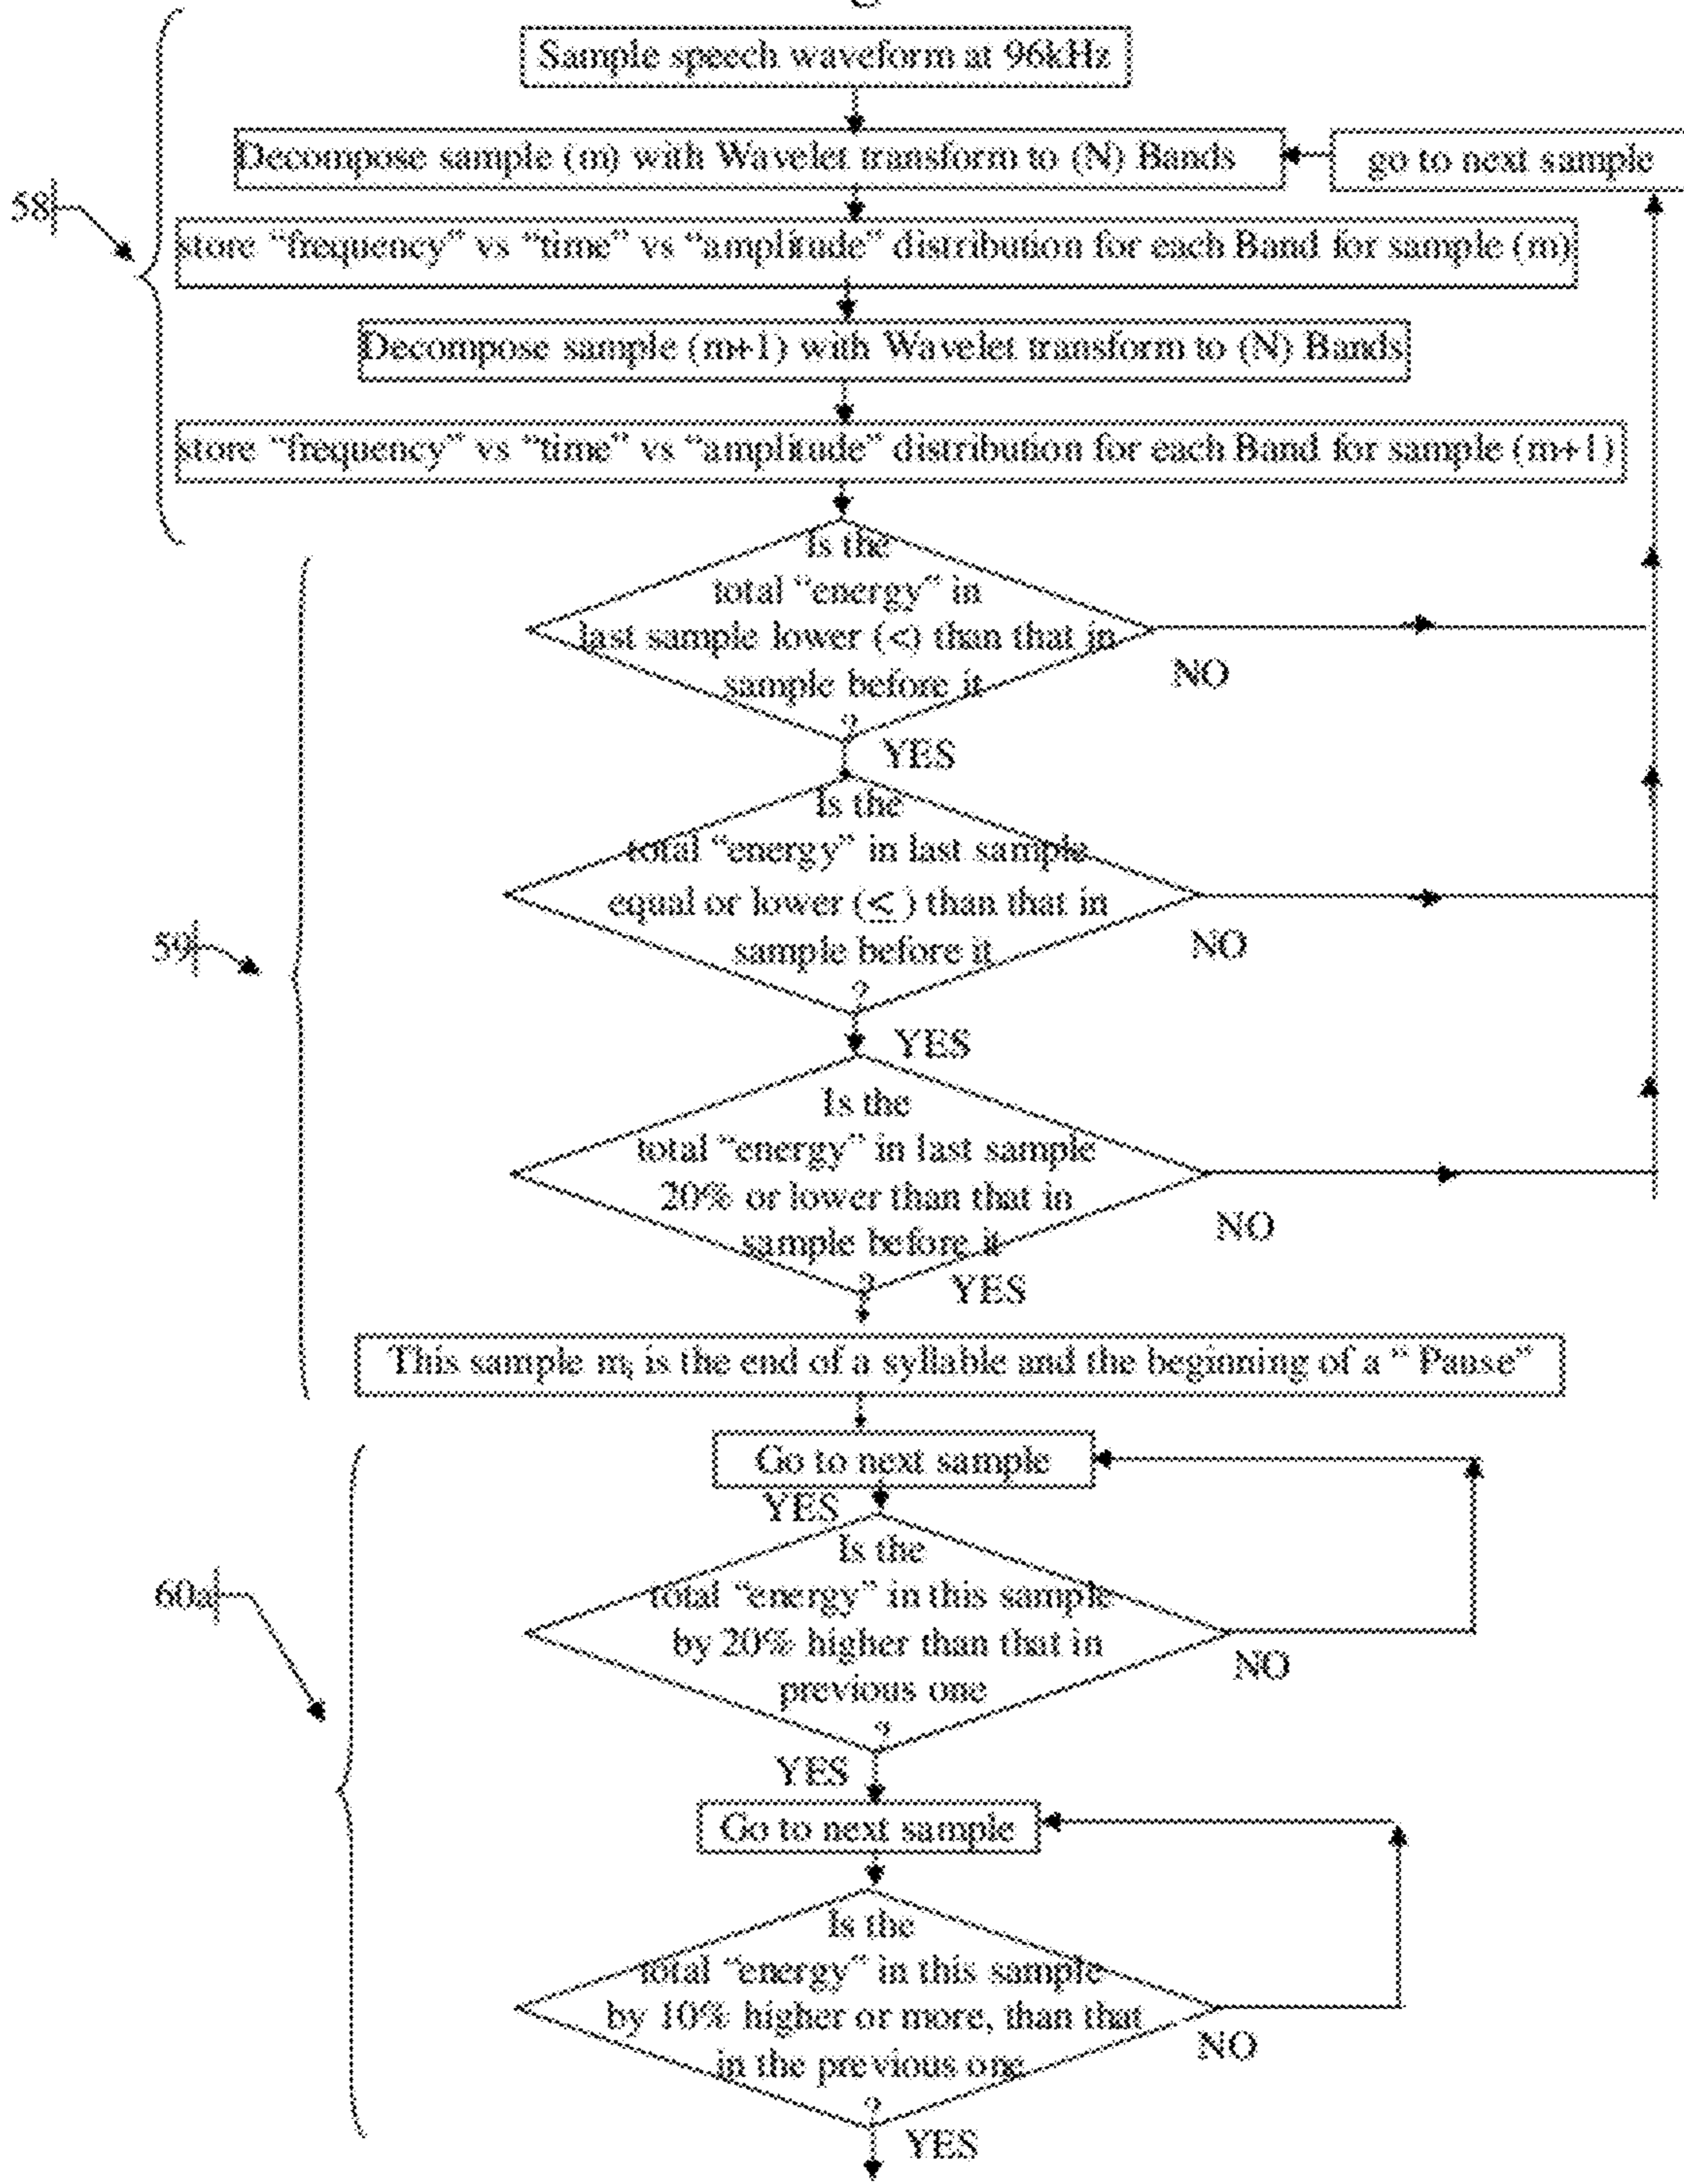 Sample speech waveform at 96kHz
Decompose sample (m) with Wavelet transform to (N) Bands
go to next sample
58
store “frequency” vs “time” vs “amplitude” distribution for each Band for sample (m)
Decompose sample (m+1) with Wavelet transform to (N) Bands
store “frequency” vs “time” vs “amplitude” distribution for each Band for sample (m+1)
Is the
total “energy” in
last sample lower (<) than that in
sample before it
?
NO
YES
Is the
total “energy” in last sample
equal or lower (≤ ) than that in
sample before it
?
NO
59
YES
Is the
total “energy” in last sample
20% or lower than that in
sample before it
?
NO
YES
This sample mⱼ is the end of a syllable and the beginning of a “ Pause”
Go to next sample
YES
Is the
total “energy” in this sample
by 20% higher than that in
previous one
?
NO
60a
YES
Go to next sample
Is the
total “energy” in this sample
by 10% higher or more, than that
in the previous one
?
NO
YES